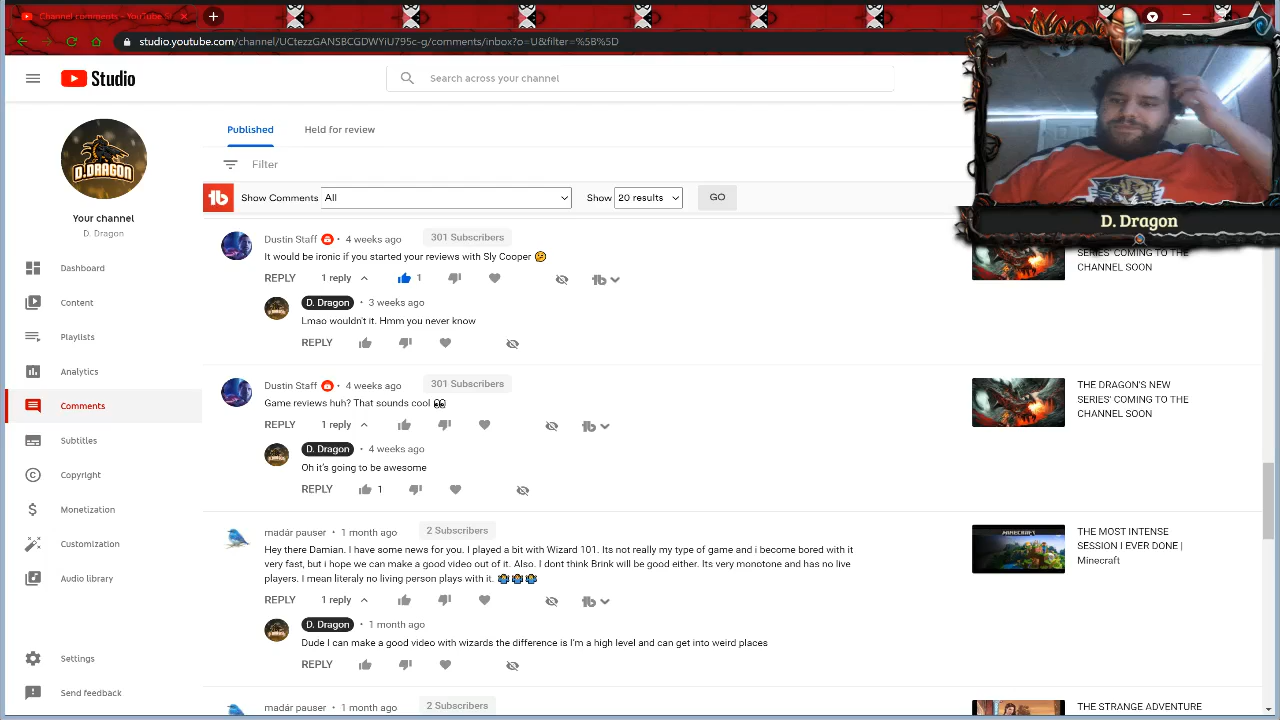 Channel comments - YouTube
studio.youtube.com/channel/UCtezzGANSBCGDWYiU795c-g/comments/inbox?o=U&filter=%5B%5D
Studio
Search across your channel
D.DRAGON
Your channel
D. Dragon
Dashboard
Content
Playlists
Analytics
Comments
Subtitles
Copyright
Monetization
Customization
Audio library
Settings
Send feedback
Published
Held for review
Filter
Show Comments All
Show 20 results
GO
D. Dragon
Dustin Staff • 4 weeks ago 301 Subscribers
It would be ironic if you started your reviews with Sly Cooper
REPLY 1 reply 1
D. Dragon • 3 weeks ago
Lmao wouldn't it. Hmm you never know
REPLY
SERIES' COMING TO THE
CHANNEL SOON
Dustin Staff • 4 weeks ago 301 Subscribers
Game reviews huh? That sounds cool 👀
REPLY 1 reply
D. Dragon • 4 weeks ago
Oh it's going to be awesome
REPLY 1
THE DRAGON'S NEW
SERIES' COMING TO THE
CHANNEL SOON
madár pauser • 1 month ago 2 Subscribers
Hey there Damian. I have some news for you. I played a bit with Wizard 101. Its not really my type of game and i become bored with it
very fast, but i hope we can make a good video out of it. Also. I dont think Brink will be good either. Its very monotone and has no live
players. I mean literaly no living person plays with it.
REPLY 1 reply
D. Dragon • 1 month ago
Dude I can make a good video with wizards the difference is I'm a high level and can get into weird places
REPLY
MINECRAFT
THE MOST INTENSE
SESSION I EVER DONE |
Minecraft
madár pauser • 1 month ago 2 Subscribers
THE STRANGE ADVENTURE